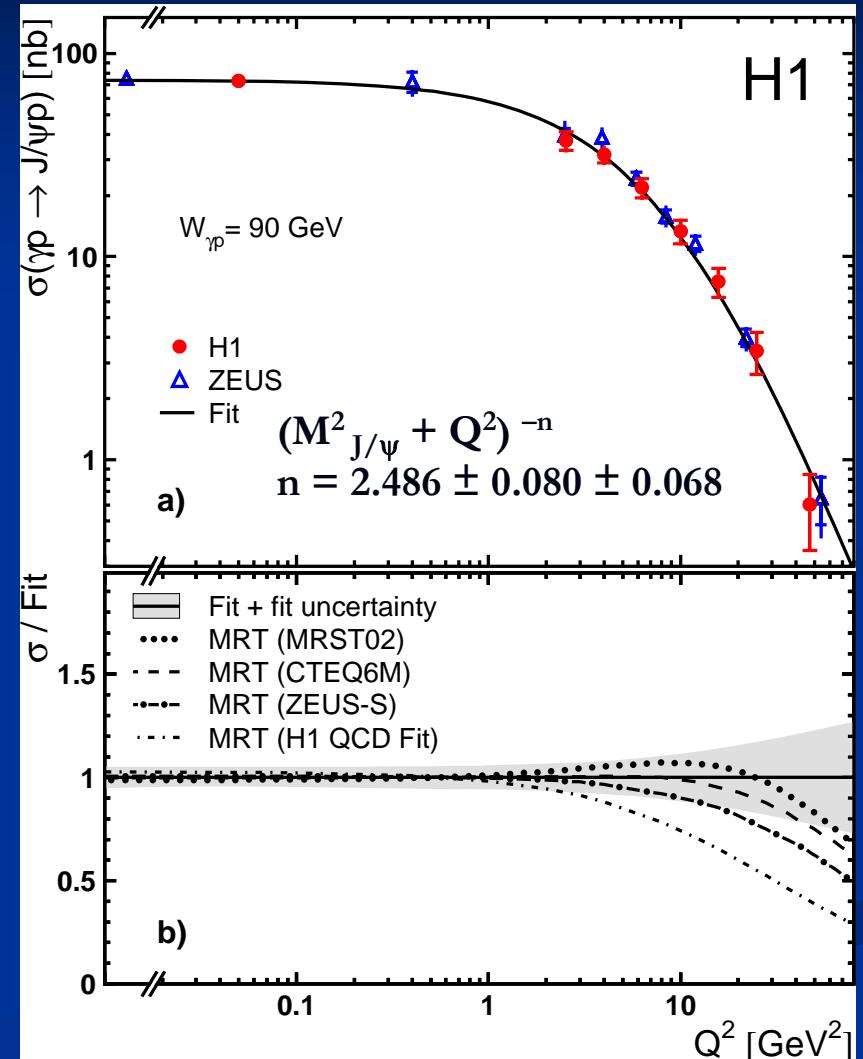 H1
σ(γp → J/ψp) [nb]
100
10
1
W_γp= 90 GeV
H1
ZEUS
Fit
(M²_J/ψ + Q²)⁻ⁿ
n = 2.486 ± 0.080 ± 0.068
a)
σ / Fit
Fit + fit uncertainty
MRT (MRST02)
MRT (CTEQ6M)
MRT (ZEUS-S)
MRT (H1 QCD Fit)
1.5
1
0.5
0
b)
0.1 1 10
Q² [GeV²]